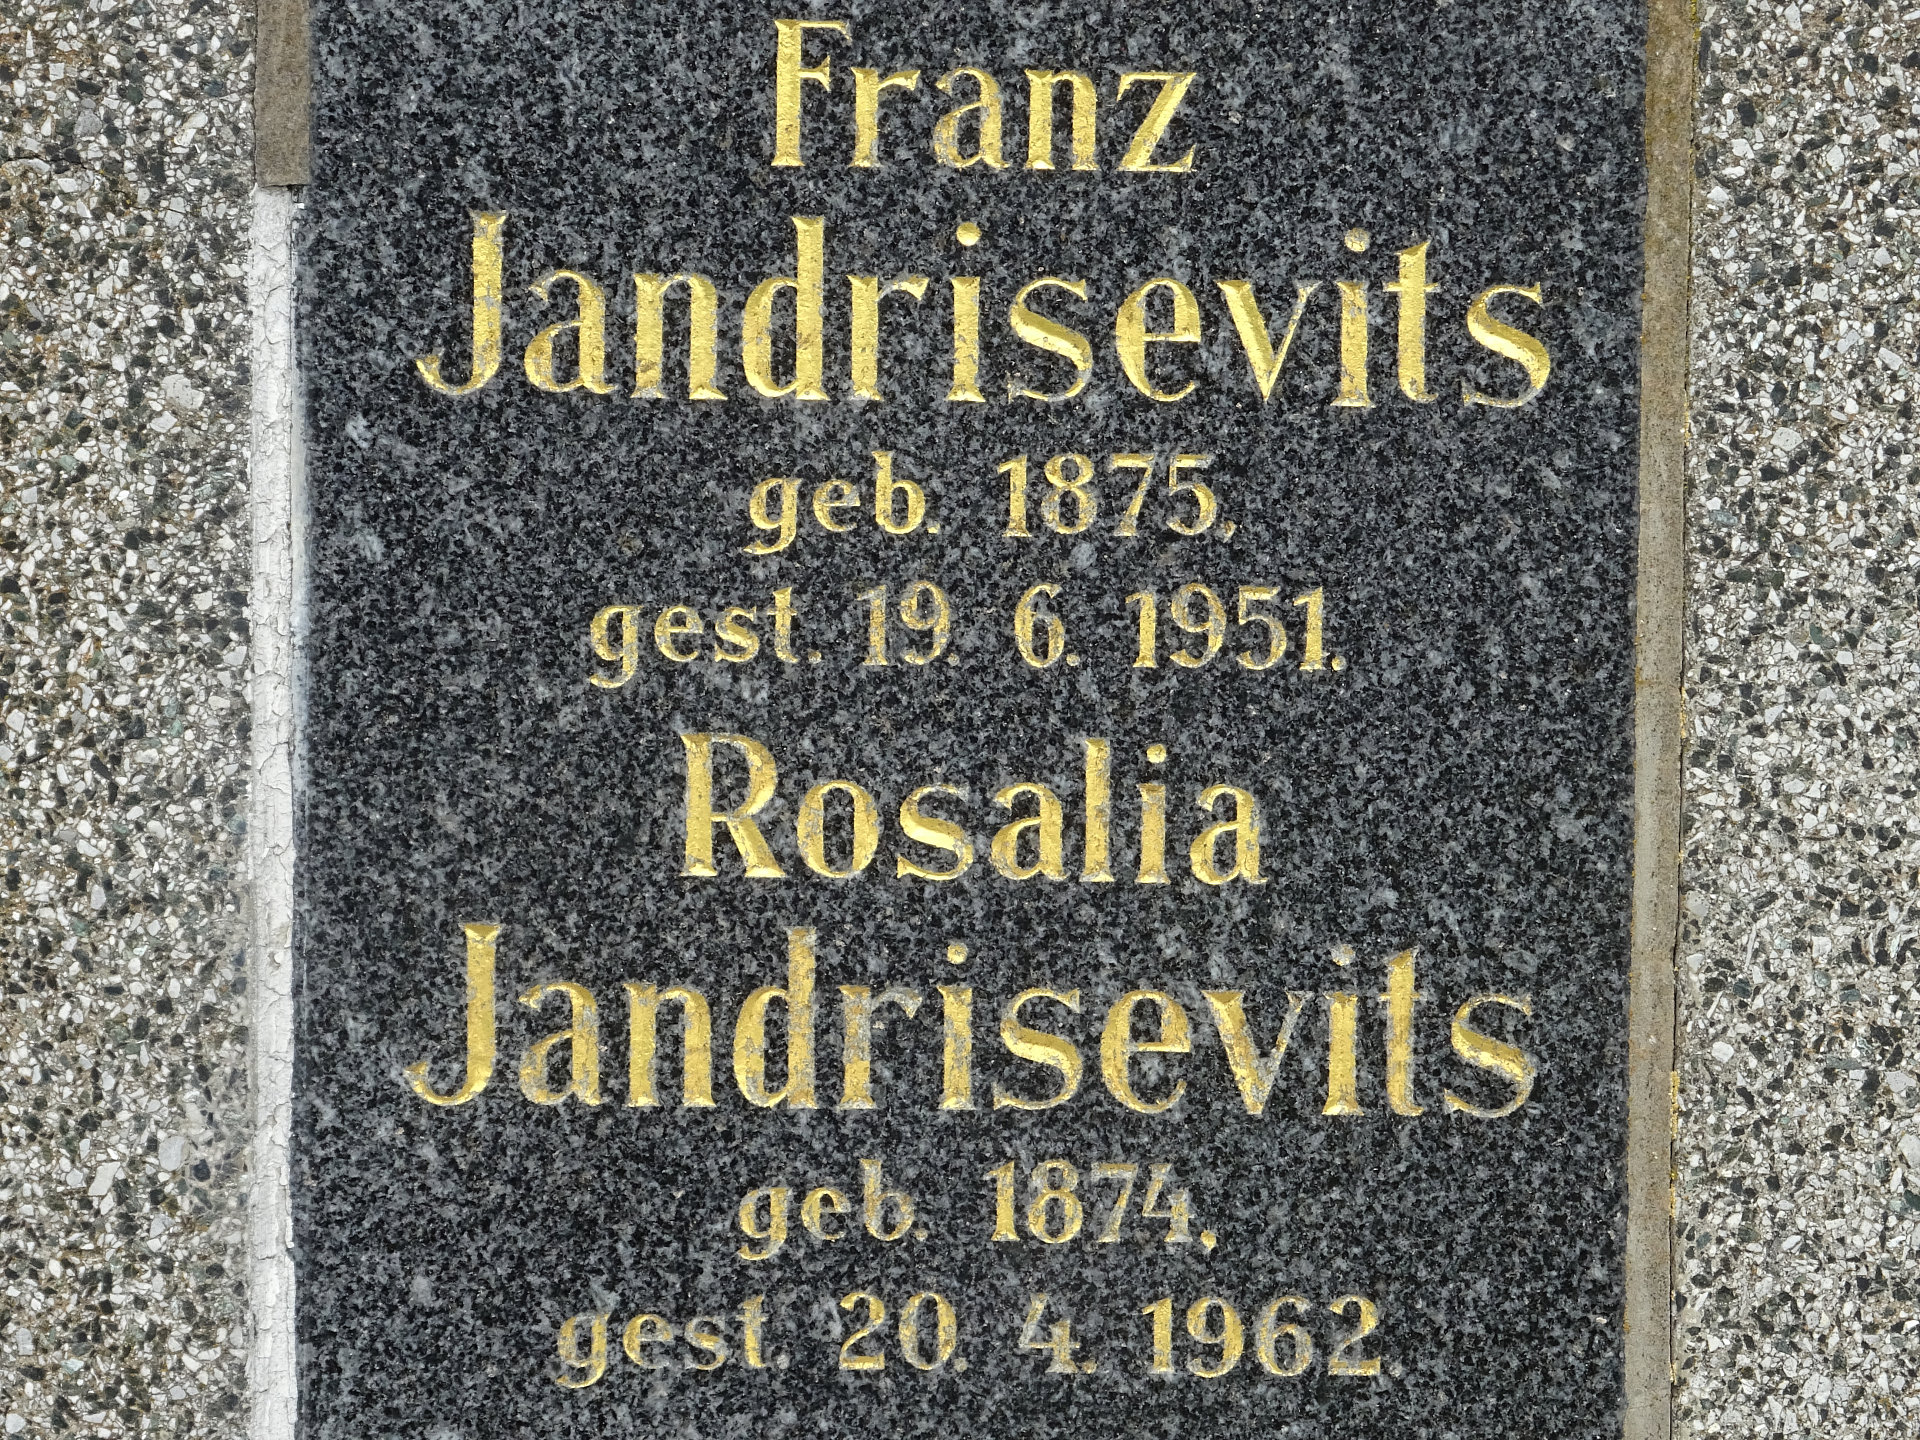 Franz
Jandrisevits
geb. 1875,
gest. 19. 6. 1951.
Rosalia
Jandrisevits
geb. 1874,
gest. 20. 4. 1962.